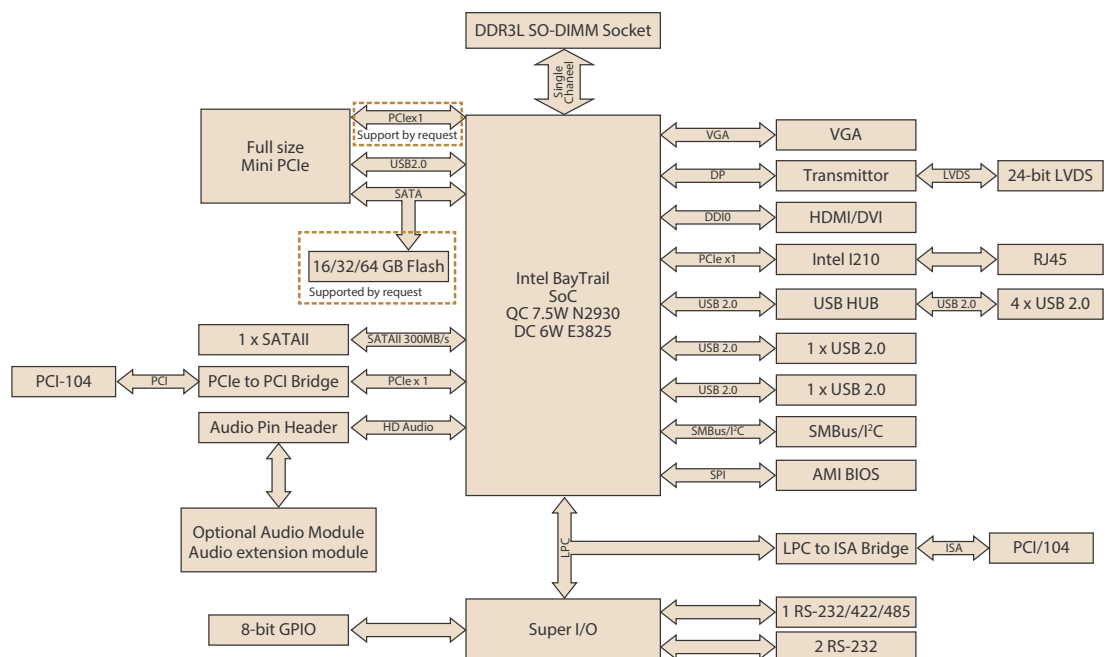 DDR3L SO-DIMM Socket
Single
Channel
Full size
Mini PCIe
PCIex1
Support by request
USB2.0
SATA
16/32/64 GB Flash
Supported by request
1 x SATAII
SATAII 300MB/s
PCI-104
PCI
PCIe to PCI Bridge
PCIe x 1
Audio Pin Header
HD Audio
Optional Audio Module
Audio extension module
Intel BayTrail
SoC
QC 7.5W N2930
DC 6W E3825
VGA
VGA
DP
Transmittor
LVDS
24-bit LVDS
DDI0
HDMI/DVI
PCIe x1
Intel I210
RJ45
USB 2.0
USB HUB
USB 2.0
4 x USB 2.0
USB 2.0
1 x USB 2.0
USB 2.0
1 x USB 2.0
SMBus/I²C
SMBus/I²C
SPI
AMI BIOS
LPC
LPC to ISA Bridge
ISA
PCI/104
8-bit GPIO
Super I/O
1 RS-232/422/485
2 RS-232